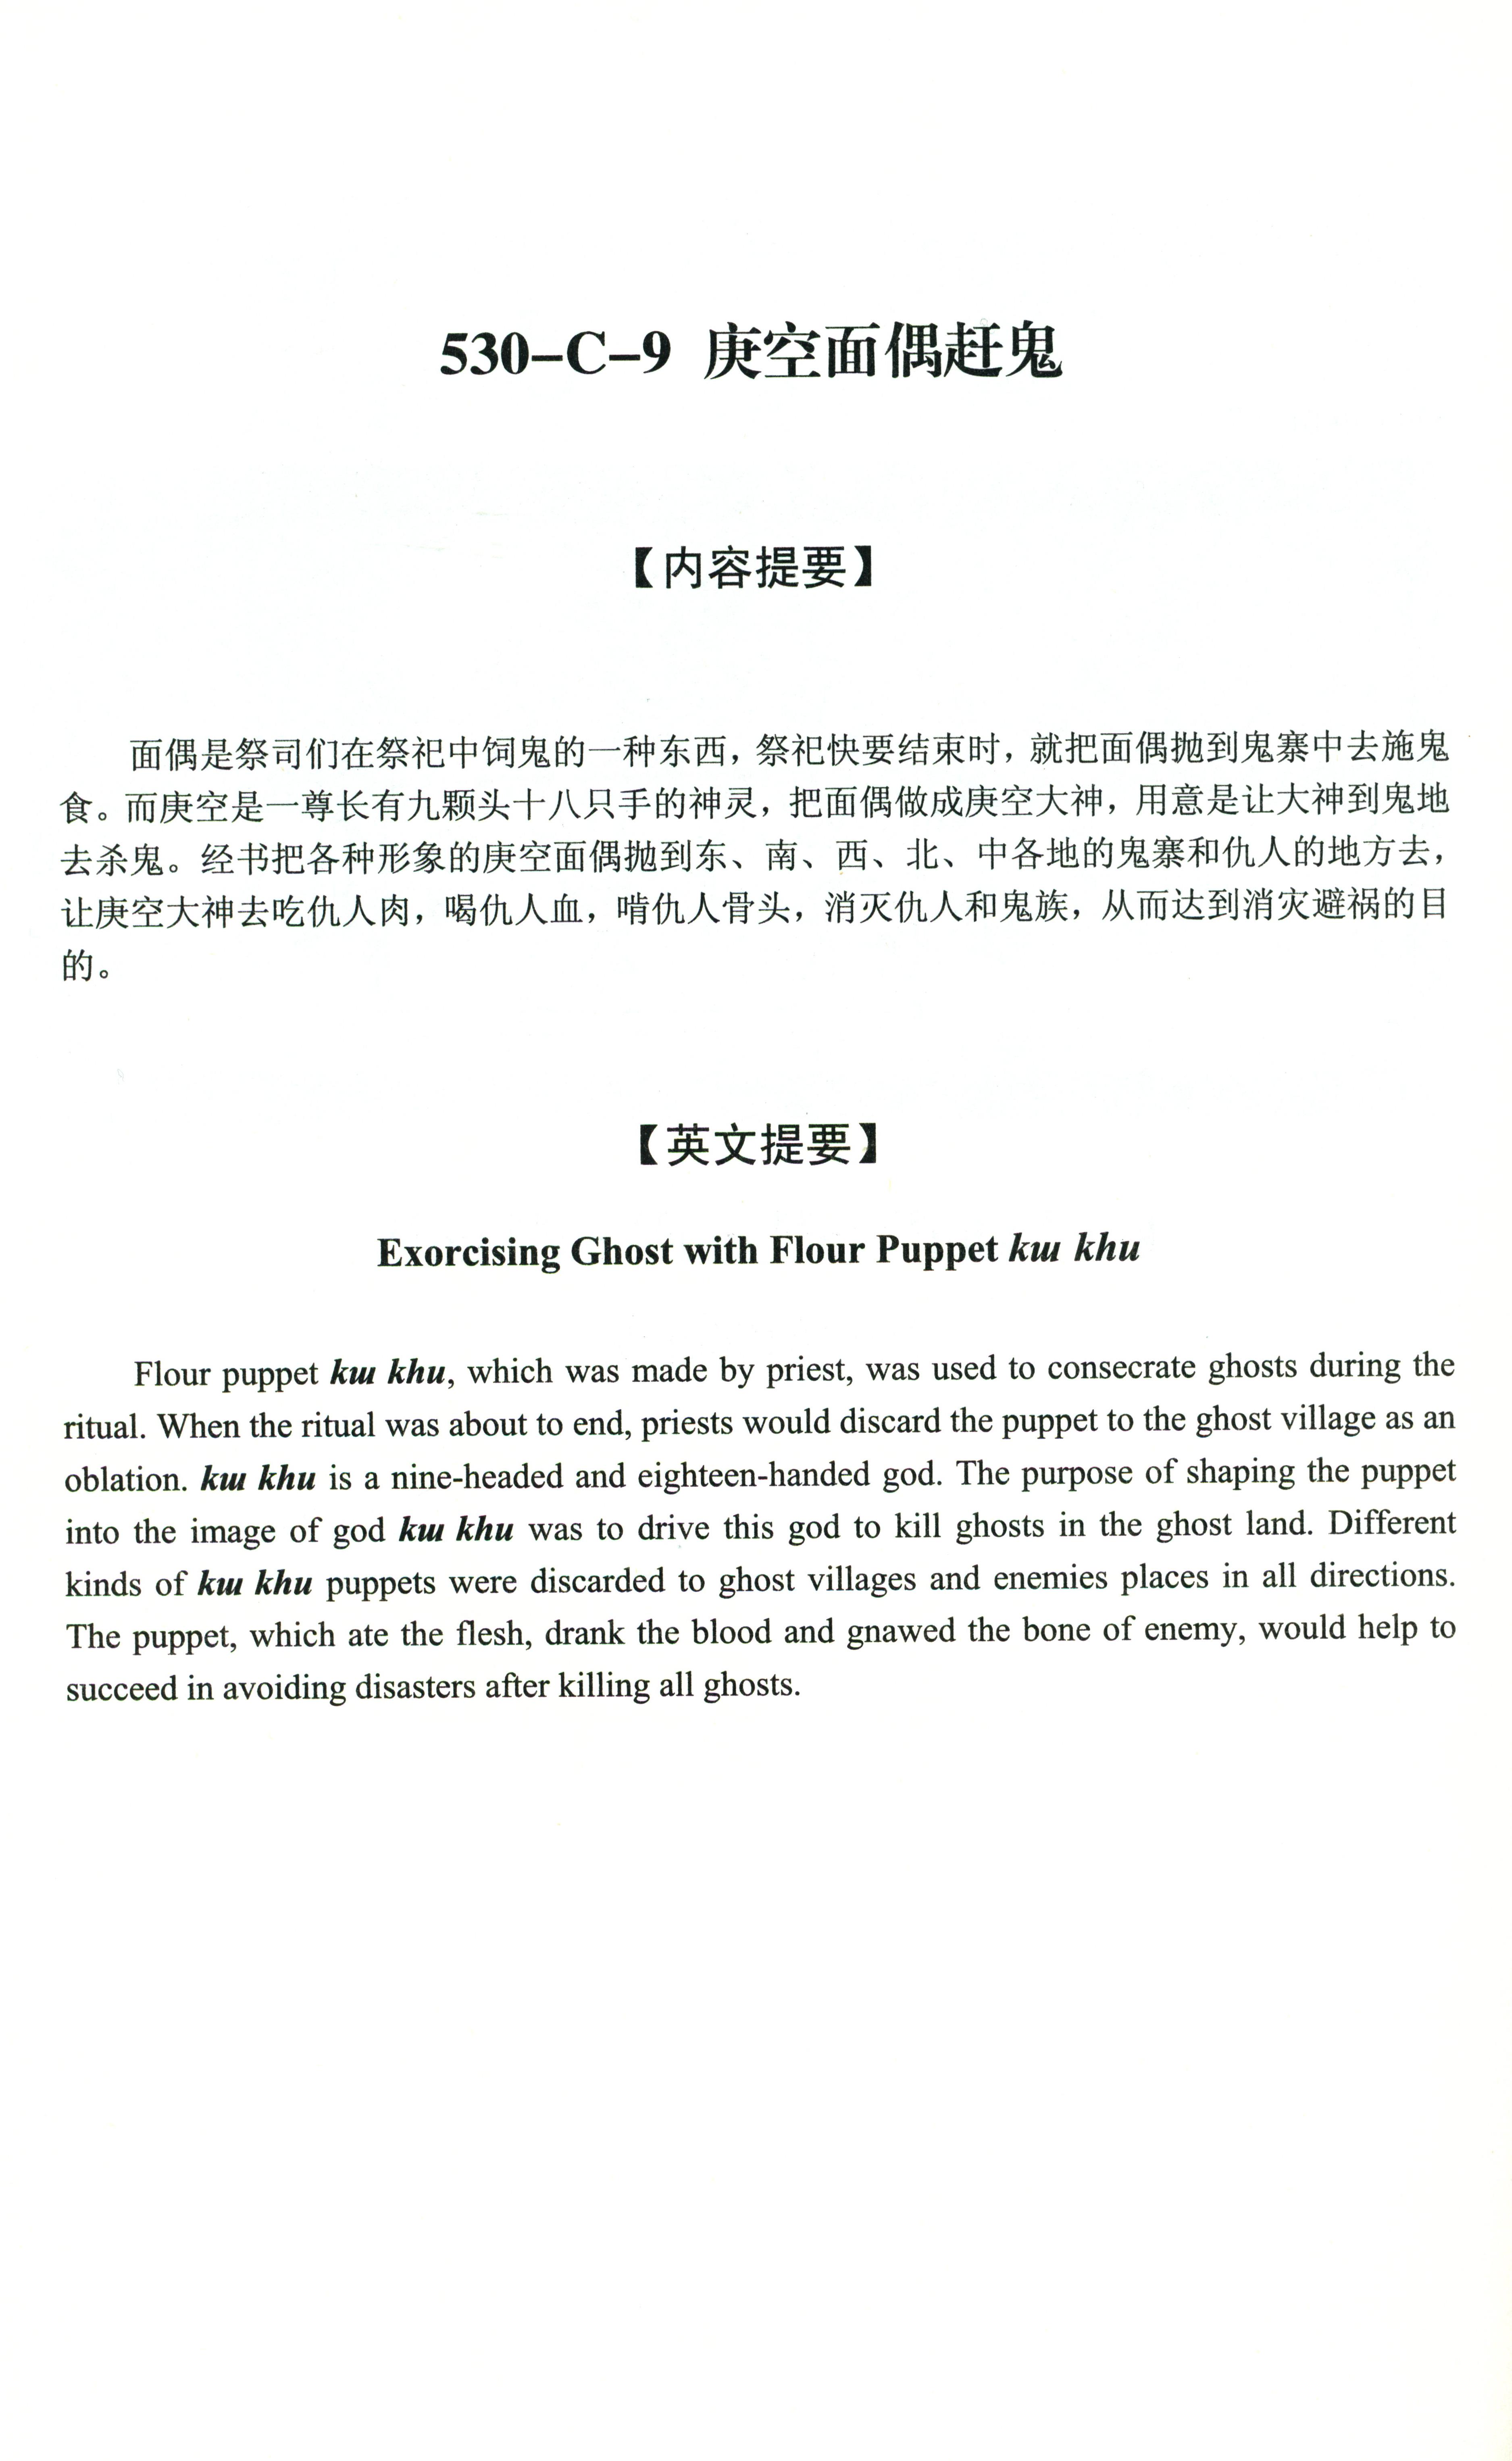 530-C-9 庚空面偶赶鬼
【内容提要】
面偶是祭司们在祭祀中饲鬼的一种东西，祭祀快要结束时，就把面偶抛到鬼寨中去施鬼
食。而庚空是一尊长有九颗头十八只手的神灵，把面偶做成庚空大神，用意是让大神到鬼地
去杀鬼。经书把各种形象的庚空面偶抛到东、南、西、北、中各地的鬼寨和仇人的地方去，
让庚空大神去吃仇人肉，喝仇人血，啃仇人骨头，消灭仇人和鬼族，从而达到消灾避祸的目
的。
【英文提要】
Exorcising Ghost with Flour Puppet kɯ khu
Flour puppet kɯ khu, which was made by priest, was used to consecrate ghosts during the
ritual. When the ritual was about to end, priests would discard the puppet to the ghost village as an
oblation. kɯ khu is a nine-headed and eighteen-handed god. The purpose of shaping the puppet
into the image of god kɯ khu was to drive this god to kill ghosts in the ghost land. Different
kinds of kɯ khu puppets were discarded to ghost villages and enemies places in all directions.
The puppet, which ate the flesh, drank the blood and gnawed the bone of enemy, would help to
succeed in avoiding disasters after killing all ghosts.